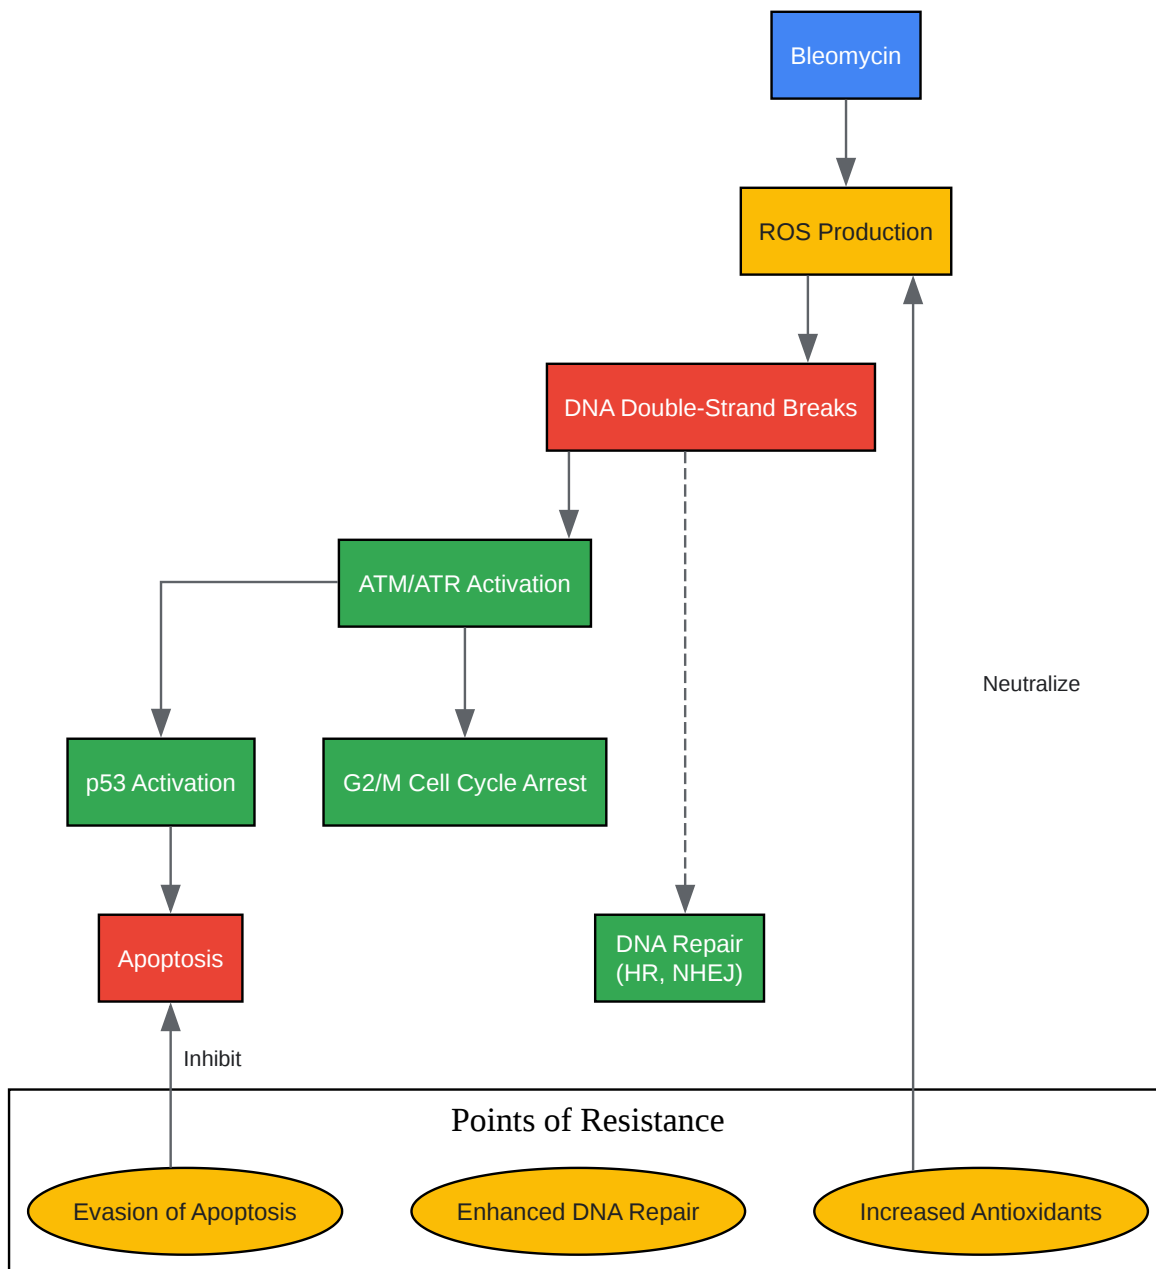 Bleomycin
ROS Production
DNA Double-Strand Breaks
ATM/ATR Activation
Neutralize
p53 Activation
G2/M Cell Cycle Arrest
Apoptosis
DNA Repair
(HR, NHEJ)
Inhibit
Points of Resistance
Evasion of Apoptosis
Enhanced DNA Repair
Increased Antioxidants